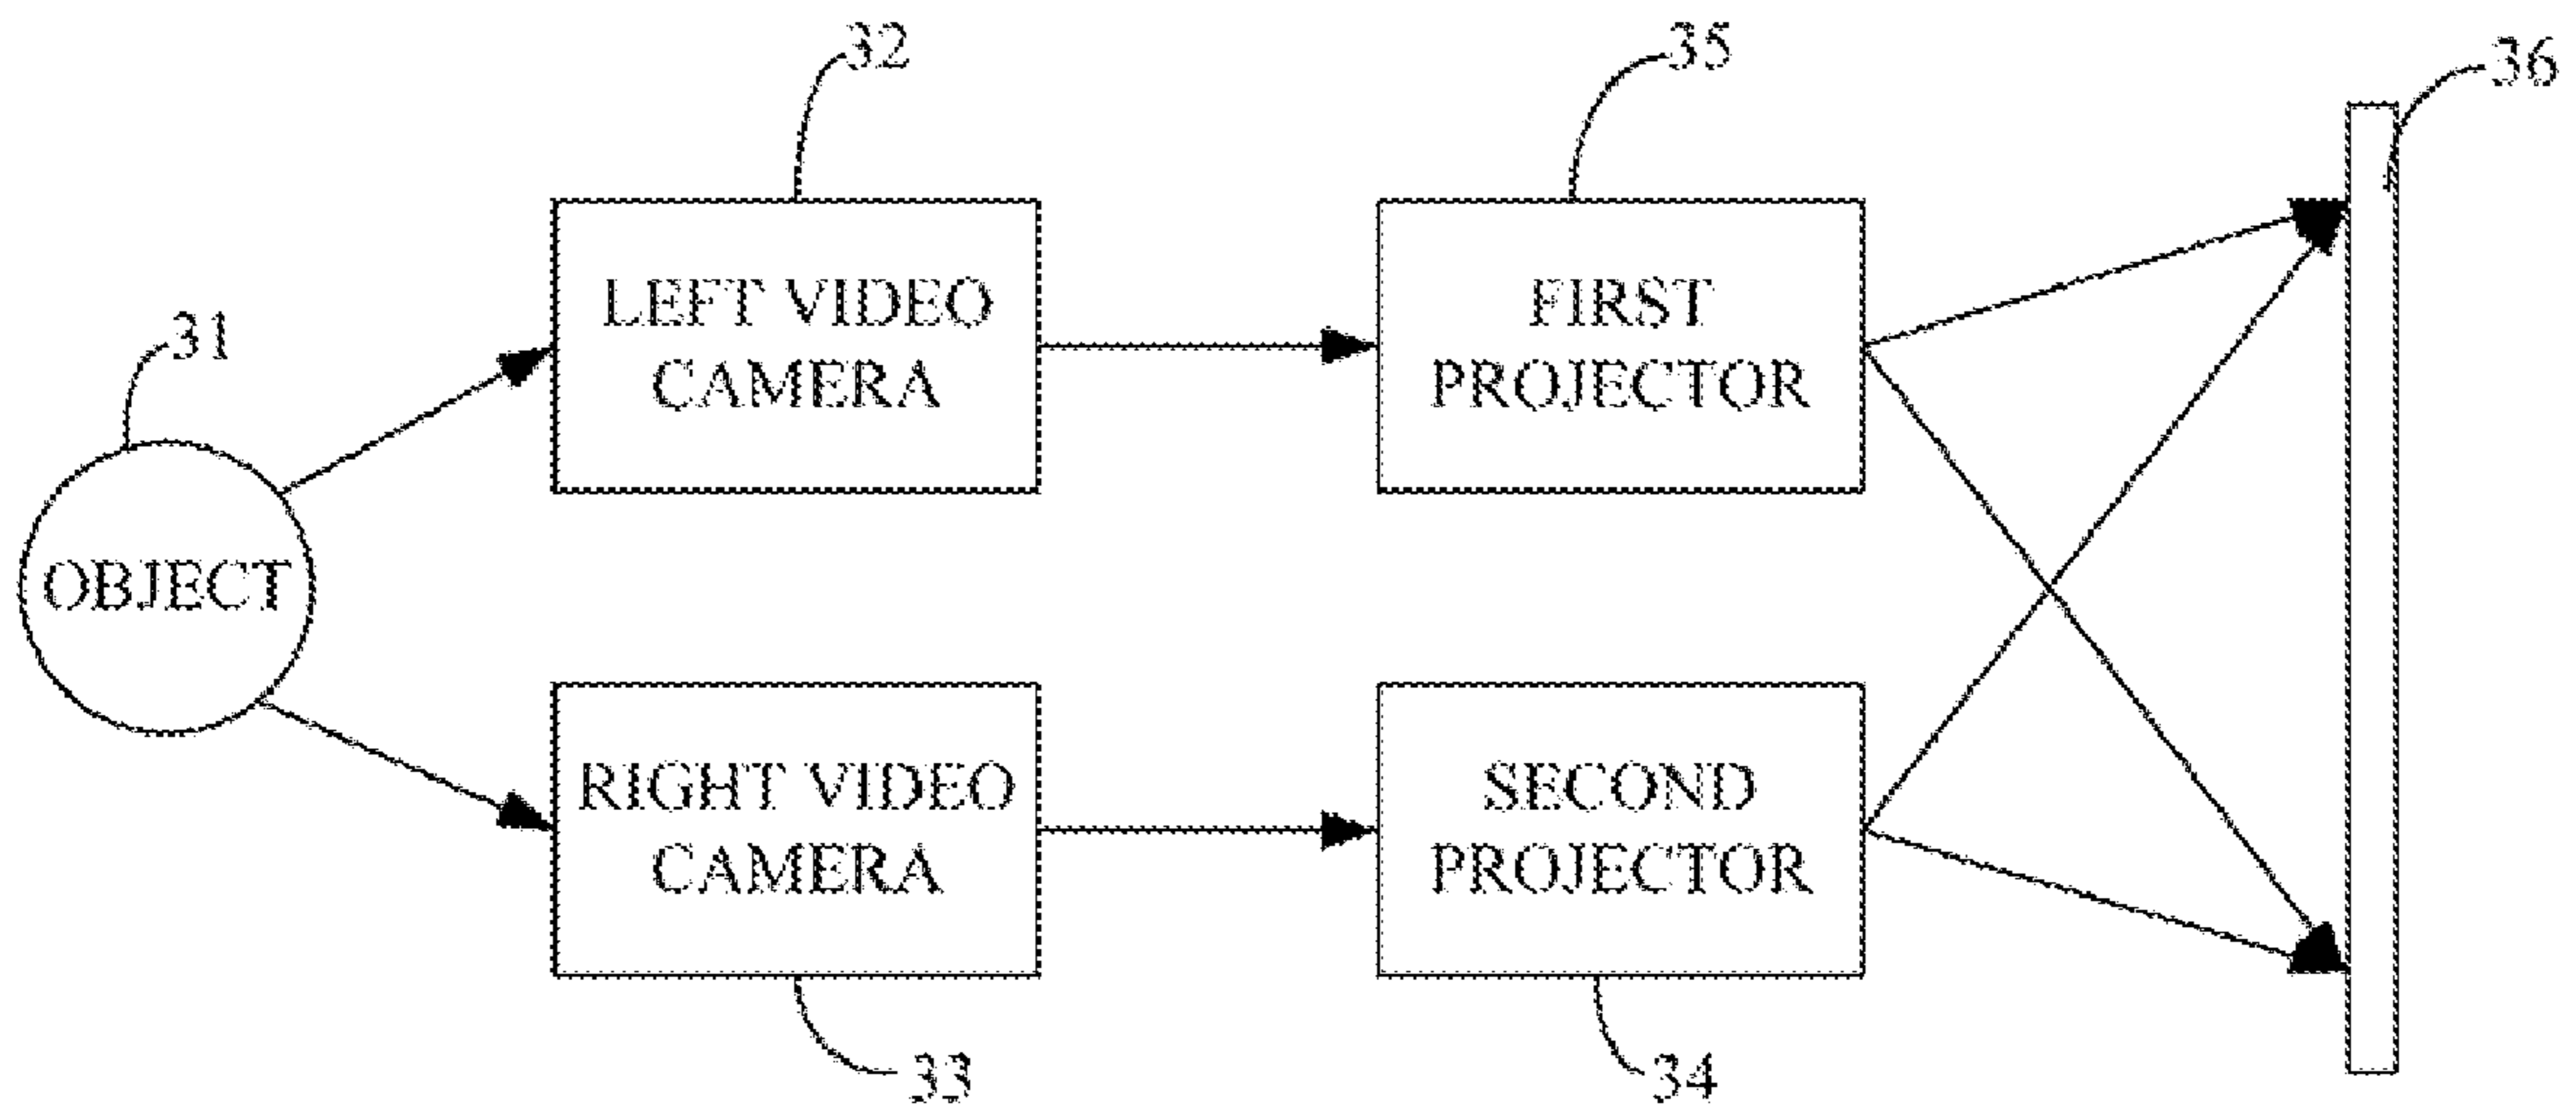 32
35
36
LEFT VIDEO
CAMERA
FIRST
PROJECTOR
31
OBJECT
RIGHT VIDEO
CAMERA
SECOND
PROJECTOR
33
34